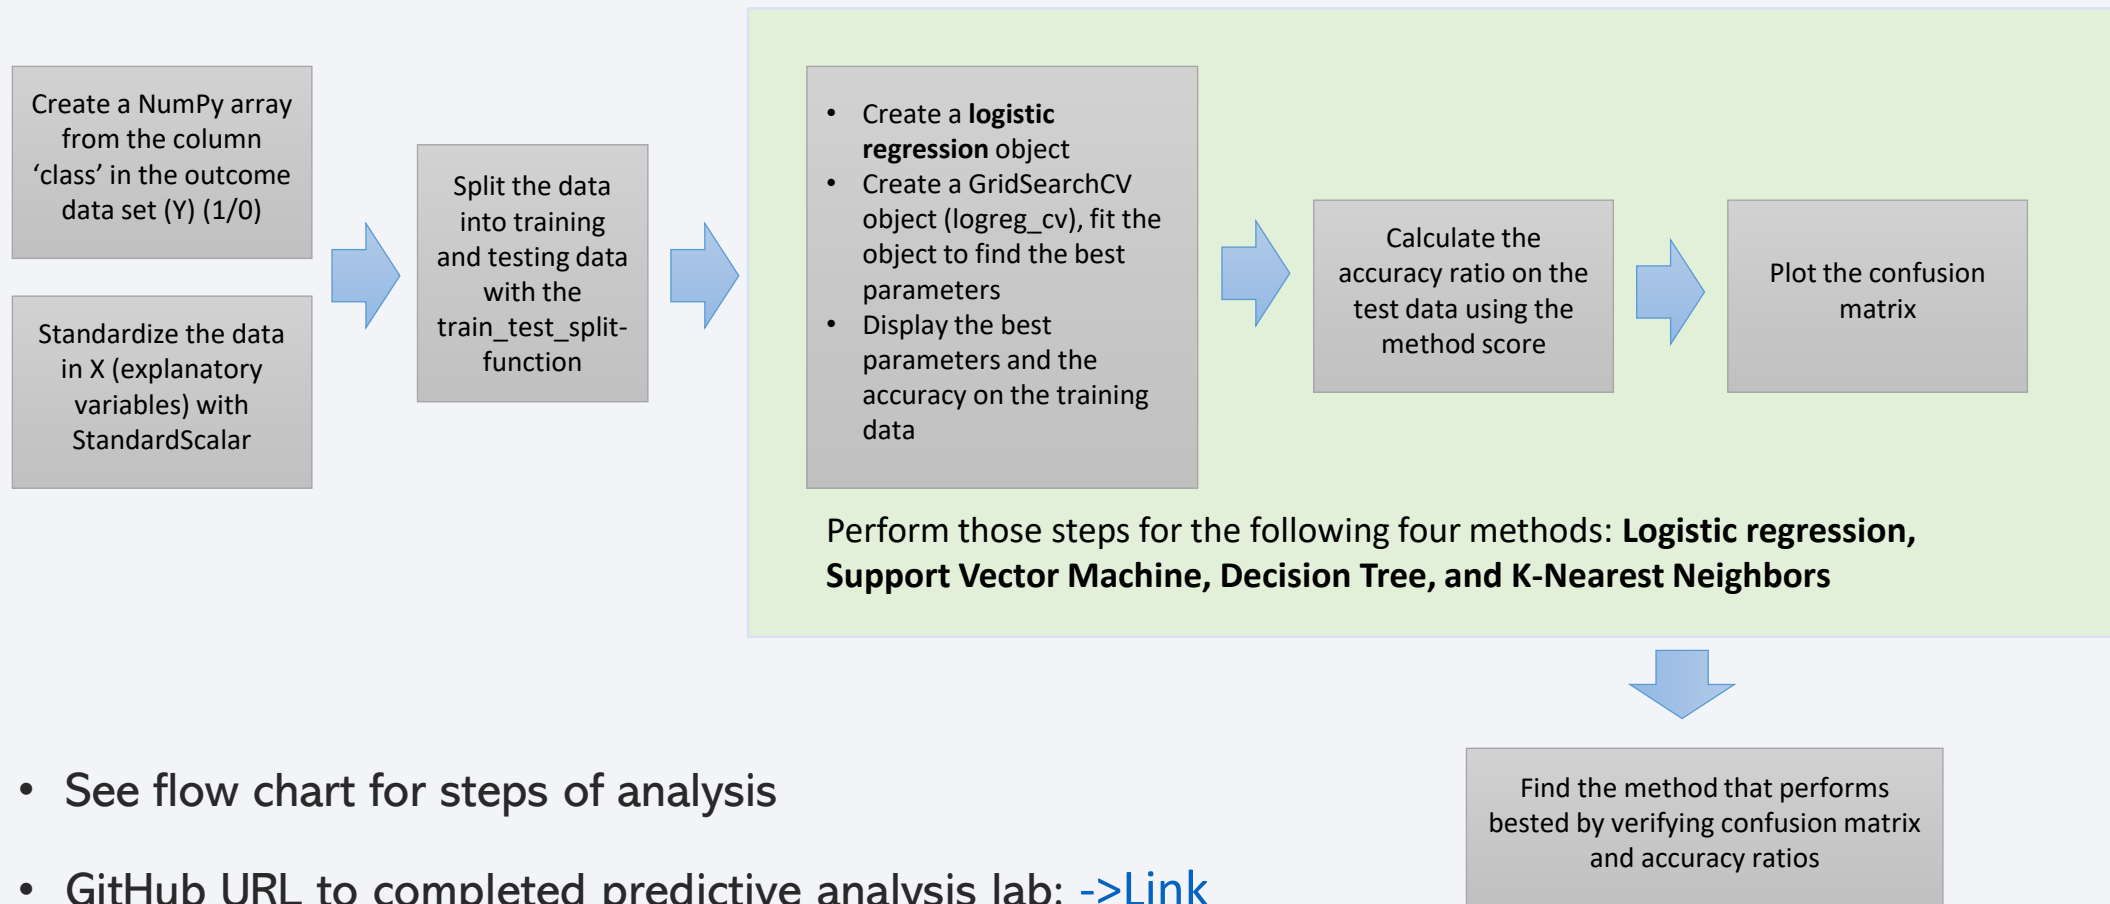 Create a NumPy array
from the column
‘class’ in the outcome
data set (Y) (1/0)
Standardize the data
in X (explanatory
variables) with
StandardScalar
Split the data
into training
and testing data
with the
train_test_split-
function
• Create a logistic
regression object
• Create a GridSearchCV
object (logreg_cv), fit the
object to find the best
parameters
• Display the best
parameters and the
accuracy on the training
data
Calculate the
accuracy ratio on the
test data using the
method score
Plot the confusion
matrix
Perform those steps for the following four methods: Logistic regression,
Support Vector Machine, Decision Tree, and K-Nearest Neighbors
Find the method that performs
bested by verifying confusion matrix
and accuracy ratios
• See flow chart for steps of analysis
• GitHub URL to completed predictive analysis lab: ->Link